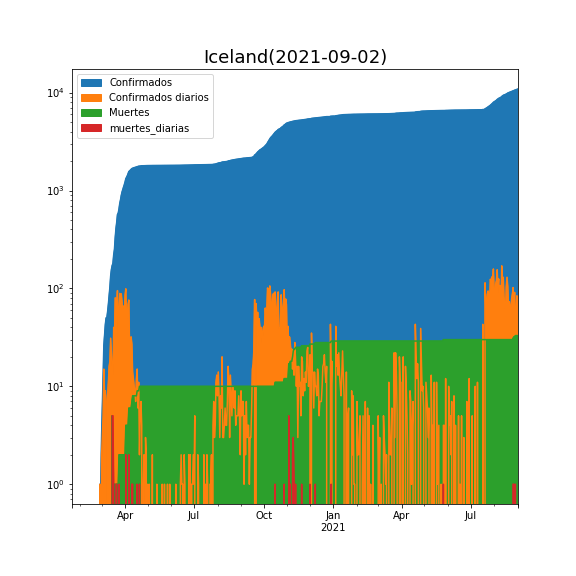 Iceland(2021-09-02)
Confirmados
Confirmados diarios
Muertes
muertes_diarias
10⁴
10³
10²
10¹
10⁰
Apr Jul Oct Jan Apr Jul
2021